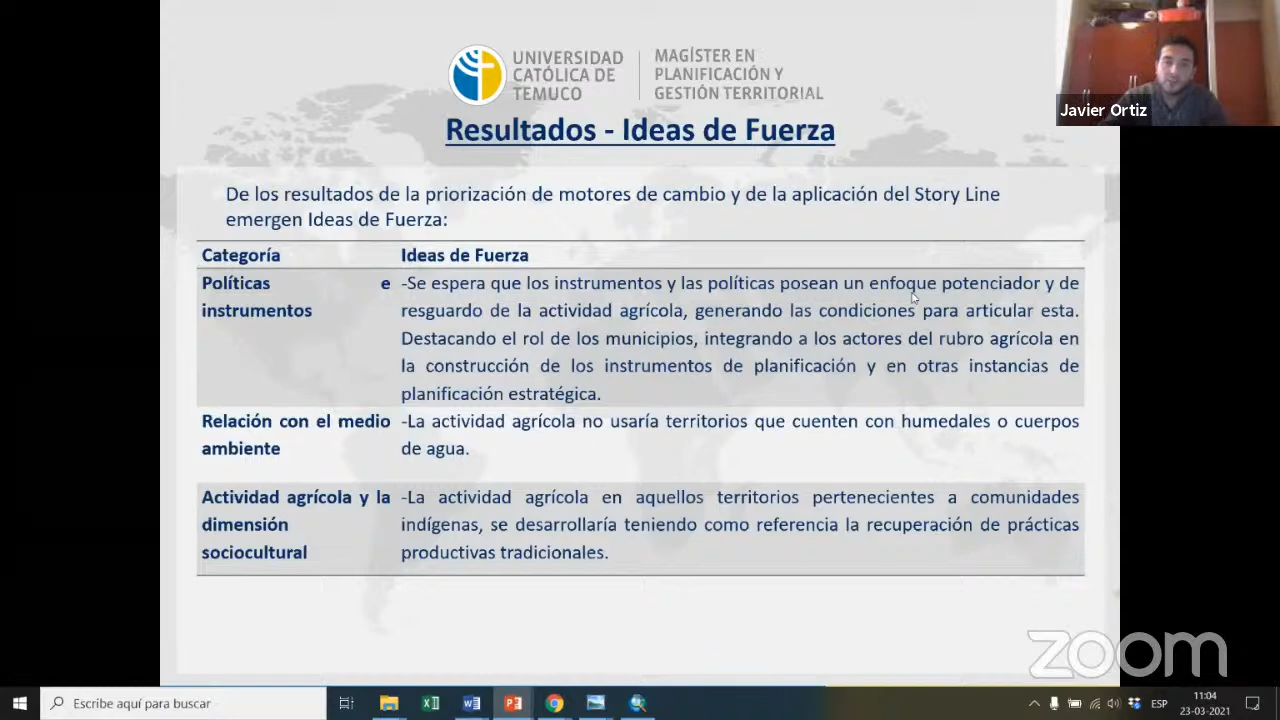 UNIVERSIDAD
CATÓLICA DE
TEMUCO
MAGÍSTER EN
PLANIFICACIÓN Y
GESTIÓN TERRITORIAL
Javier Ortiz
Resultados - Ideas de Fuerza
De los resultados de la priorización de motores de cambio y de la aplicación del Story Line
emergen Ideas de Fuerza:
Categoría Ideas de Fuerza
Políticas e
instrumentos
-Se espera que los instrumentos y las políticas posean un enfoque potenciador y de
resguardo de la actividad agrícola, generando las condiciones para articular esta.
Destacando el rol de los municipios, integrando a los actores del rubro agrícola en
la construcción de los instrumentos de planificación y en otras instancias de
planificación estratégica.
Relación con el medio
ambiente
-La actividad agrícola no usaría territorios que cuenten con humedales o cuerpos
de agua.
Actividad agrícola y la
dimensión
sociocultural
-La actividad agrícola en aquellos territorios pertenecientes a comunidades
indígenas, se desarrollaría teniendo como referencia la recuperación de prácticas
productivas tradicionales.
zoom
Escribe aquí para buscar
ESP
11:04
23-03-2021